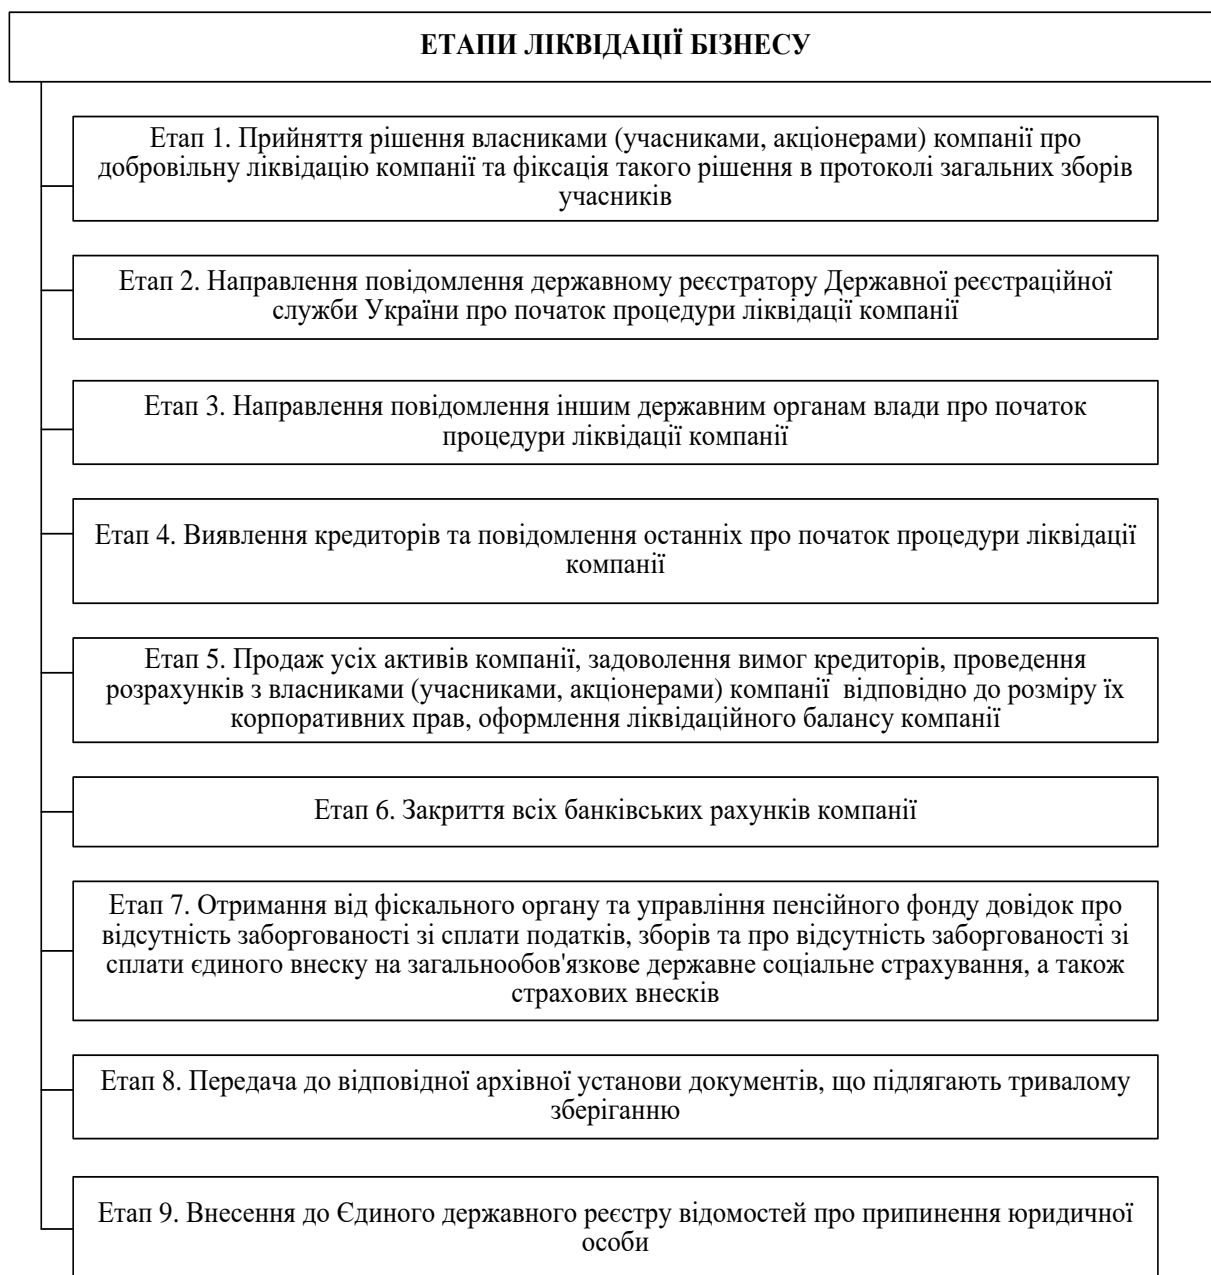 ЕТАПИ ЛІКВІДАЦІЇ БІЗНЕСУ
Етап 1. Прийняття рішення власниками (учасниками, акціонерами) компанії про
добровільну ліквідацію компанії та фіксація такого рішення в протоколі загальних зборів
учасників
Етап 2. Направлення повідомлення державному реєстратору Державної реєстраційної
служби України про початок процедури ліквідації компанії
Етап 3. Направлення повідомлення іншим державним органам влади про початок
процедури ліквідації компанії
Етап 4. Виявлення кредиторів та повідомлення останніх про початок процедури ліквідації
компанії
Етап 5. Продаж усіх активів компанії, задоволення вимог кредиторів, проведення
розрахунків з власниками (учасниками, акціонерами) компанії  відповідно до розміру їх
корпоративних прав, оформлення ліквідаційного балансу компанії
Етап 6. Закриття всіх банківських рахунків компанії
Етап 7. Отримання від фіскального органу та управління пенсійного фонду довідок про
відсутність заборгованості зі сплати податків, зборів та про відсутність заборгованості зі
сплати єдиного внеску на загальнообов'язкове державне соціальне страхування, а також
страхових внесків
Етап 8. Передача до відповідної архівної установи документів, що підлягають тривалому
зберіганню
Етап 9. Внесення до Єдиного державного реєстру відомостей про припинення юридичної
особи